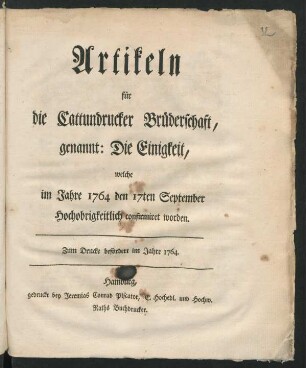 Artikeln
für
die Cattundrucker Brüderschaft,
genannt: Die Einigkeit,
welche
im Jahre 1764 den 17ten September
Hochobrigkeitlich confirmiret worden.
Zum Drucke befördert im Jahre 1764.
Hamburg,
gedruckt bey Jeremias Conrad Piscator, E. Hochedl. und Hochw.
Raths Buchdrucker.